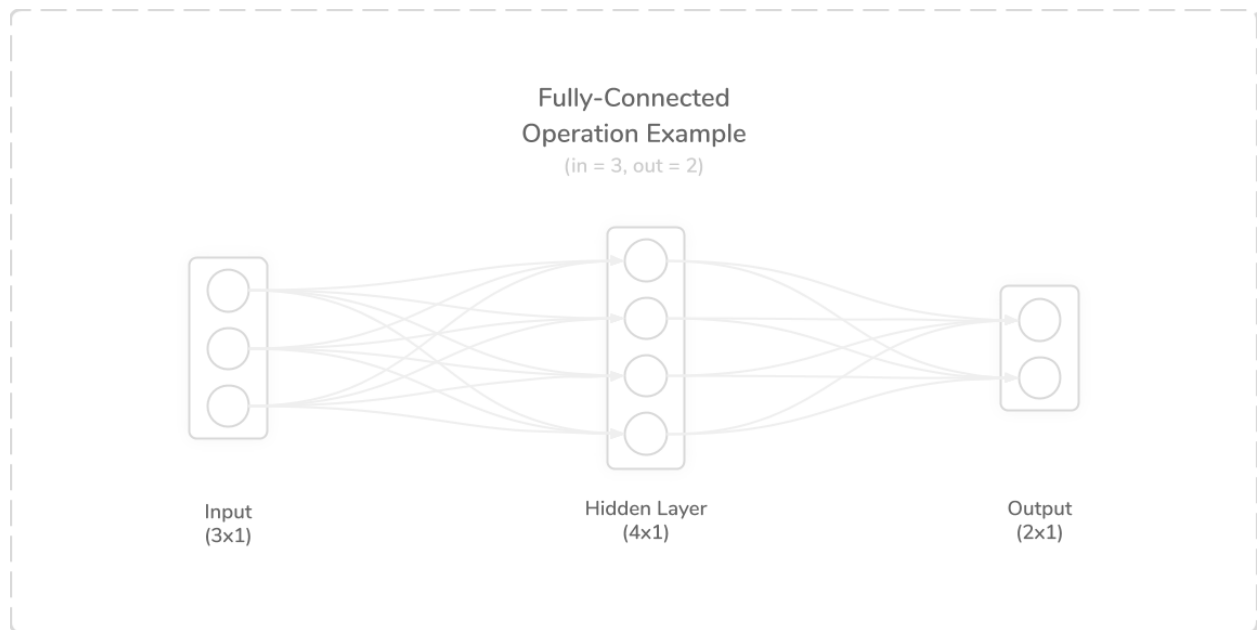 Fully-Connected
Operation Example
(in = 3, out = 2)
Input
(3x1)
Hidden Layer
(4x1)
Output
(2x1)